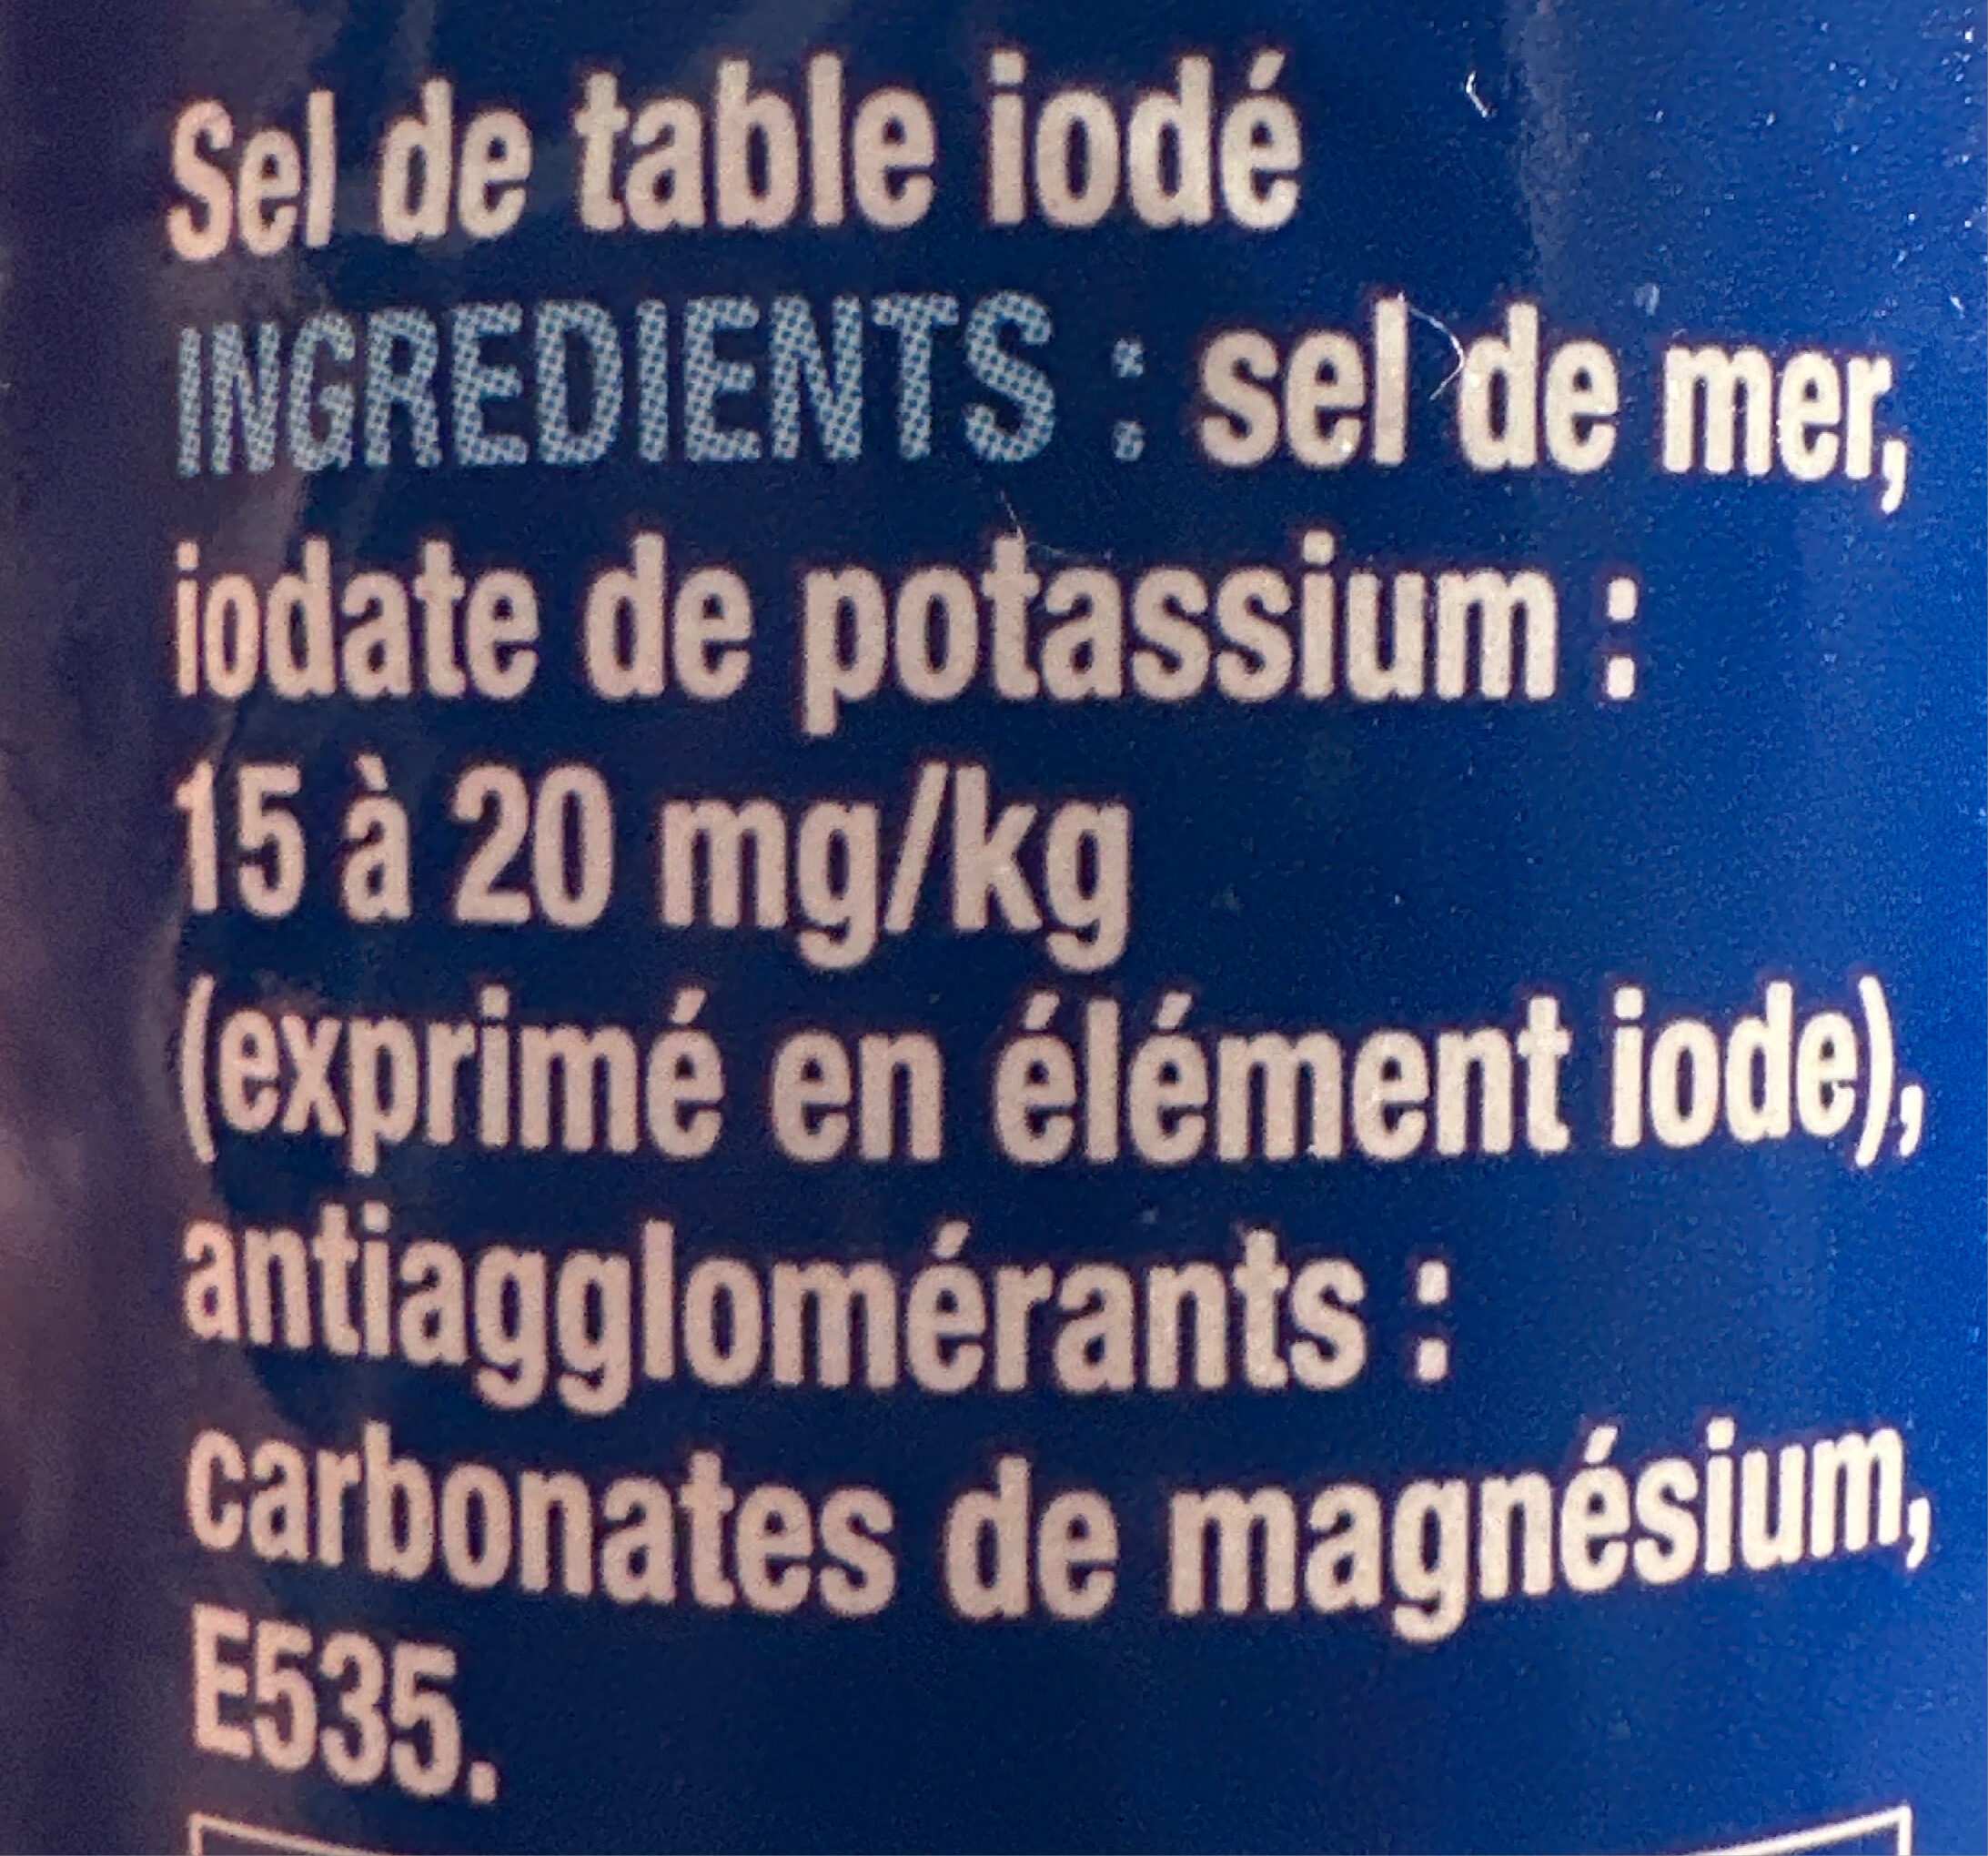 Sel de table iodé
INGREDIENTS : sel de mer,
iodate de potassium :
15 à 20 mg/kg
(exprimé en élément iode),
antiagglomérants :
carbonates de magnésium,
E535.